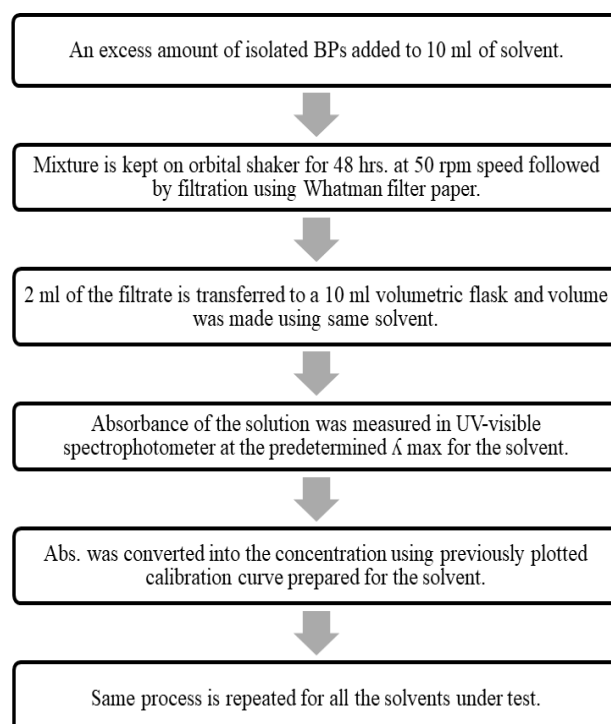 An excess amount of isolated BPs added to 10 ml of solvent.
Mixture is kept on orbital shaker for 48 hrs. at 50 rpm speed followed
by filtration using Whatman filter paper.
2 ml of the filtrate is transferred to a 10 ml volumetric flask and volume
was made using same solvent.
Absorbance of the solution was measured in UV-visible
spectrophotometer at the predetermined ʎ max for the solvent.
Abs. was converted into the concentration using previously plotted
calibration curve prepared for the solvent.
Same process is repeated for all the solvents under test.